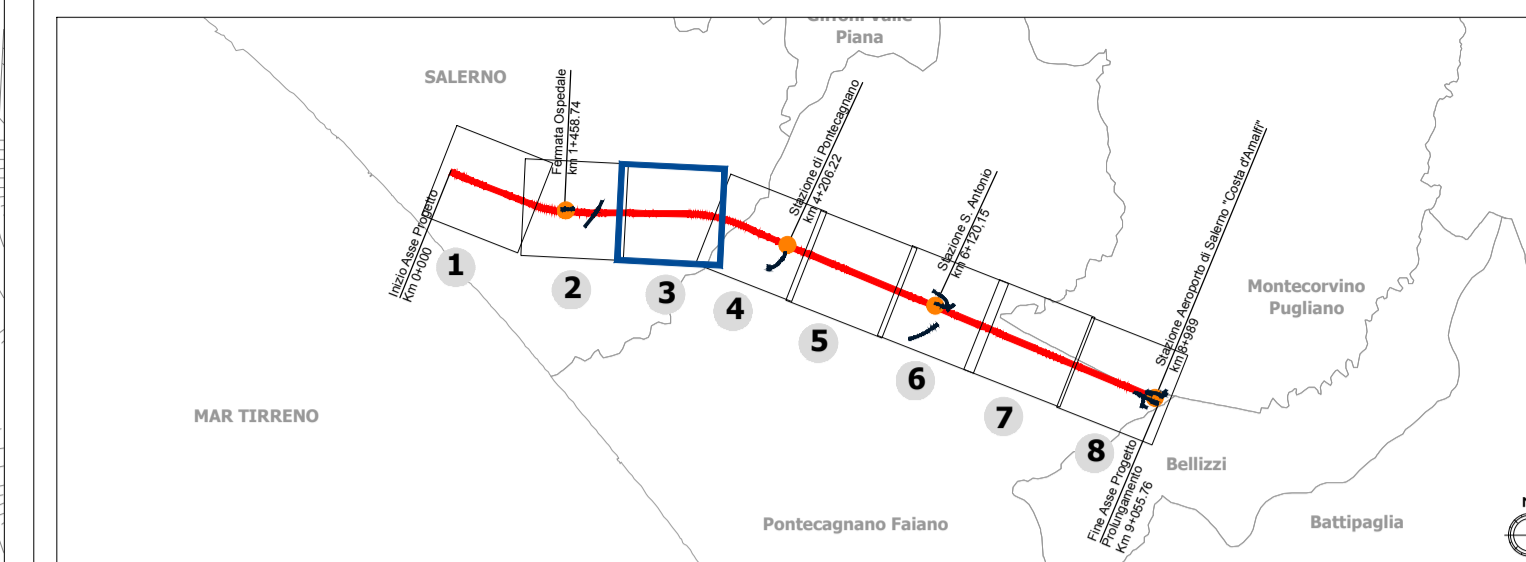 Piana
SALERNO
Fermata Ospedale
km 1+458.74
Stazione di Pontecagnano
km 4+206.22
Stazione S. Antonio
km 6+120,15
Stazione Aeroporto di Salerno "Costa d'Amalfi"
km 8+989
Inizio Asse Progetto
Km 0+000
1
2
3
4
5
6
7
8
Montecorvino
Pugliano
MAR TIRRENO
Bellizzi
Fine Asse Progetto
Prolungamento
Km 9+055.76
Pontecagnano Faiano
Battipaglia